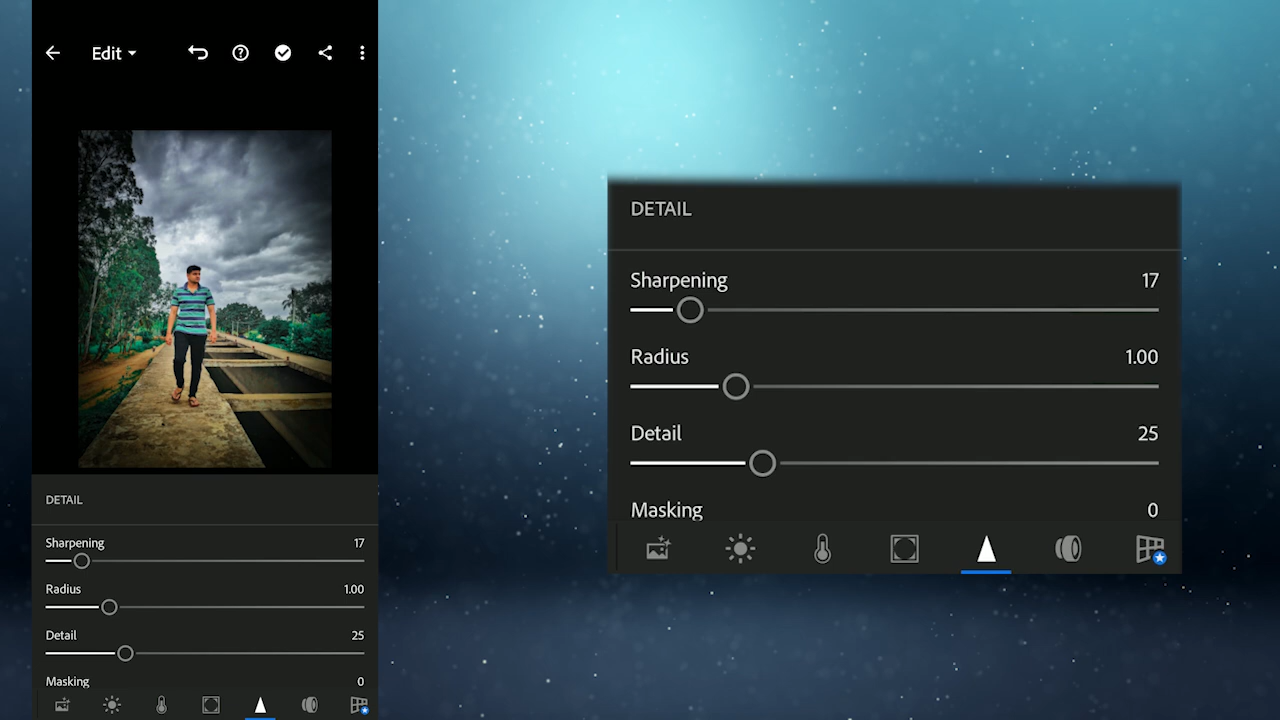 Edit
DETAIL
Sharpening 17
Radius 1.00
Detail 25
Masking 0
DETAIL
Sharpening 17
Radius 1.00
Detail 25
Masking 0